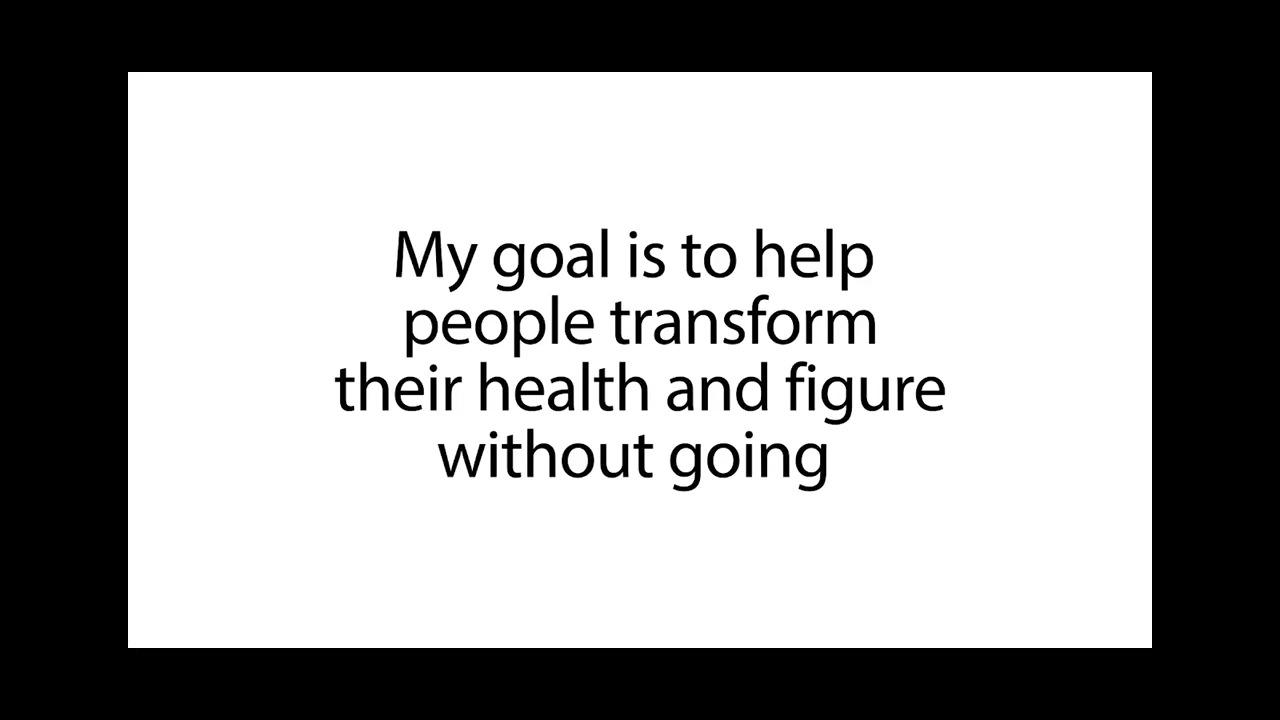 My goal is to help
people transform
their health and figure
without going